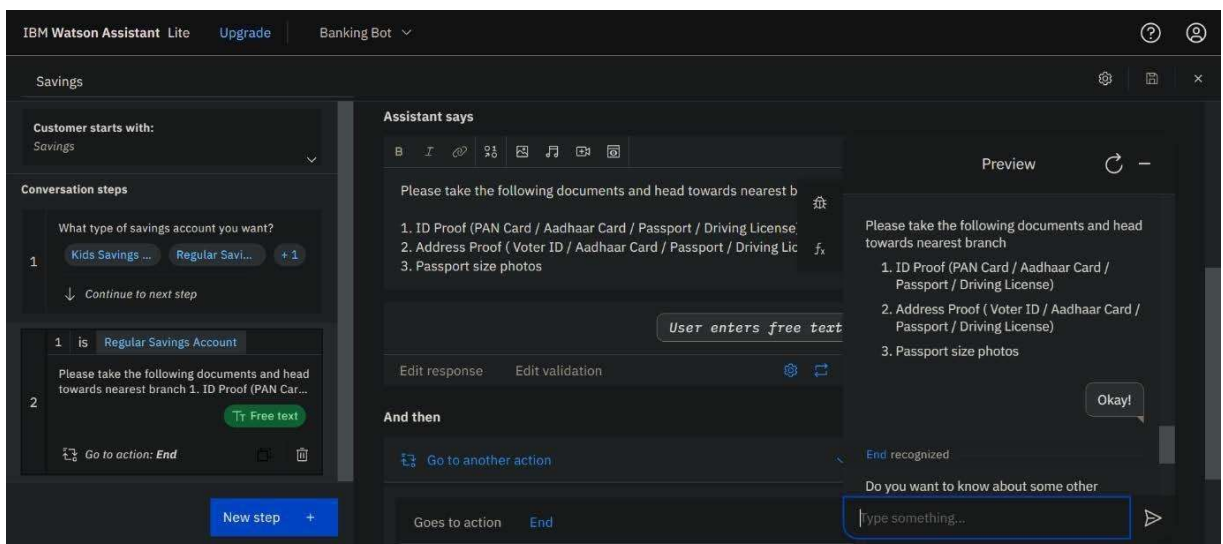 IBM Watson Assistant Lite Upgrade Banking Bot
Savings
Customer starts with:
Savings
Conversation steps
1
What type of savings account you want?
Kids Savings ... Regular Savi... + 1
Continue to next step
2
1 is Regular Savings Account
Please take the following documents and head
towards nearest branch 1. ID Proof (PAN Car...
Tт Free text
Go to action: End
New step +
Assistant says
B I
Please take the following documents and head towards nearest b
1. ID Proof (PAN Card / Aadhaar Card / Passport / Driving License
2. Address Proof ( Voter ID / Aadhaar Card / Passport / Driving Lic
3. Passport size photos
fx
User enters free text
Edit response Edit validation
And then
Go to another action
Goes to action End
Preview
Please take the following documents and head
towards nearest branch
1. ID Proof (PAN Card / Aadhaar Card /
Passport / Driving License)
2. Address Proof ( Voter ID / Aadhaar Card /
Passport / Driving License)
3. Passport size photos
Okay!
End recognized
Do you want to know about some other
Type something...